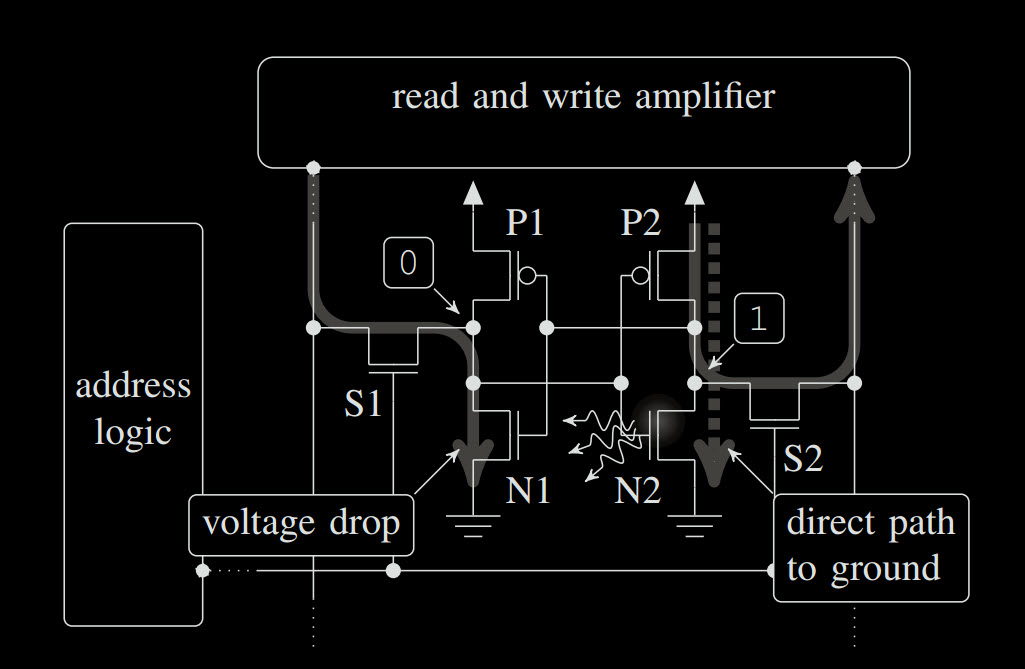 read and write amplifier
P1
P2
0
1
address
logic
S1
S2
N1
N2
voltage drop
direct path
to ground